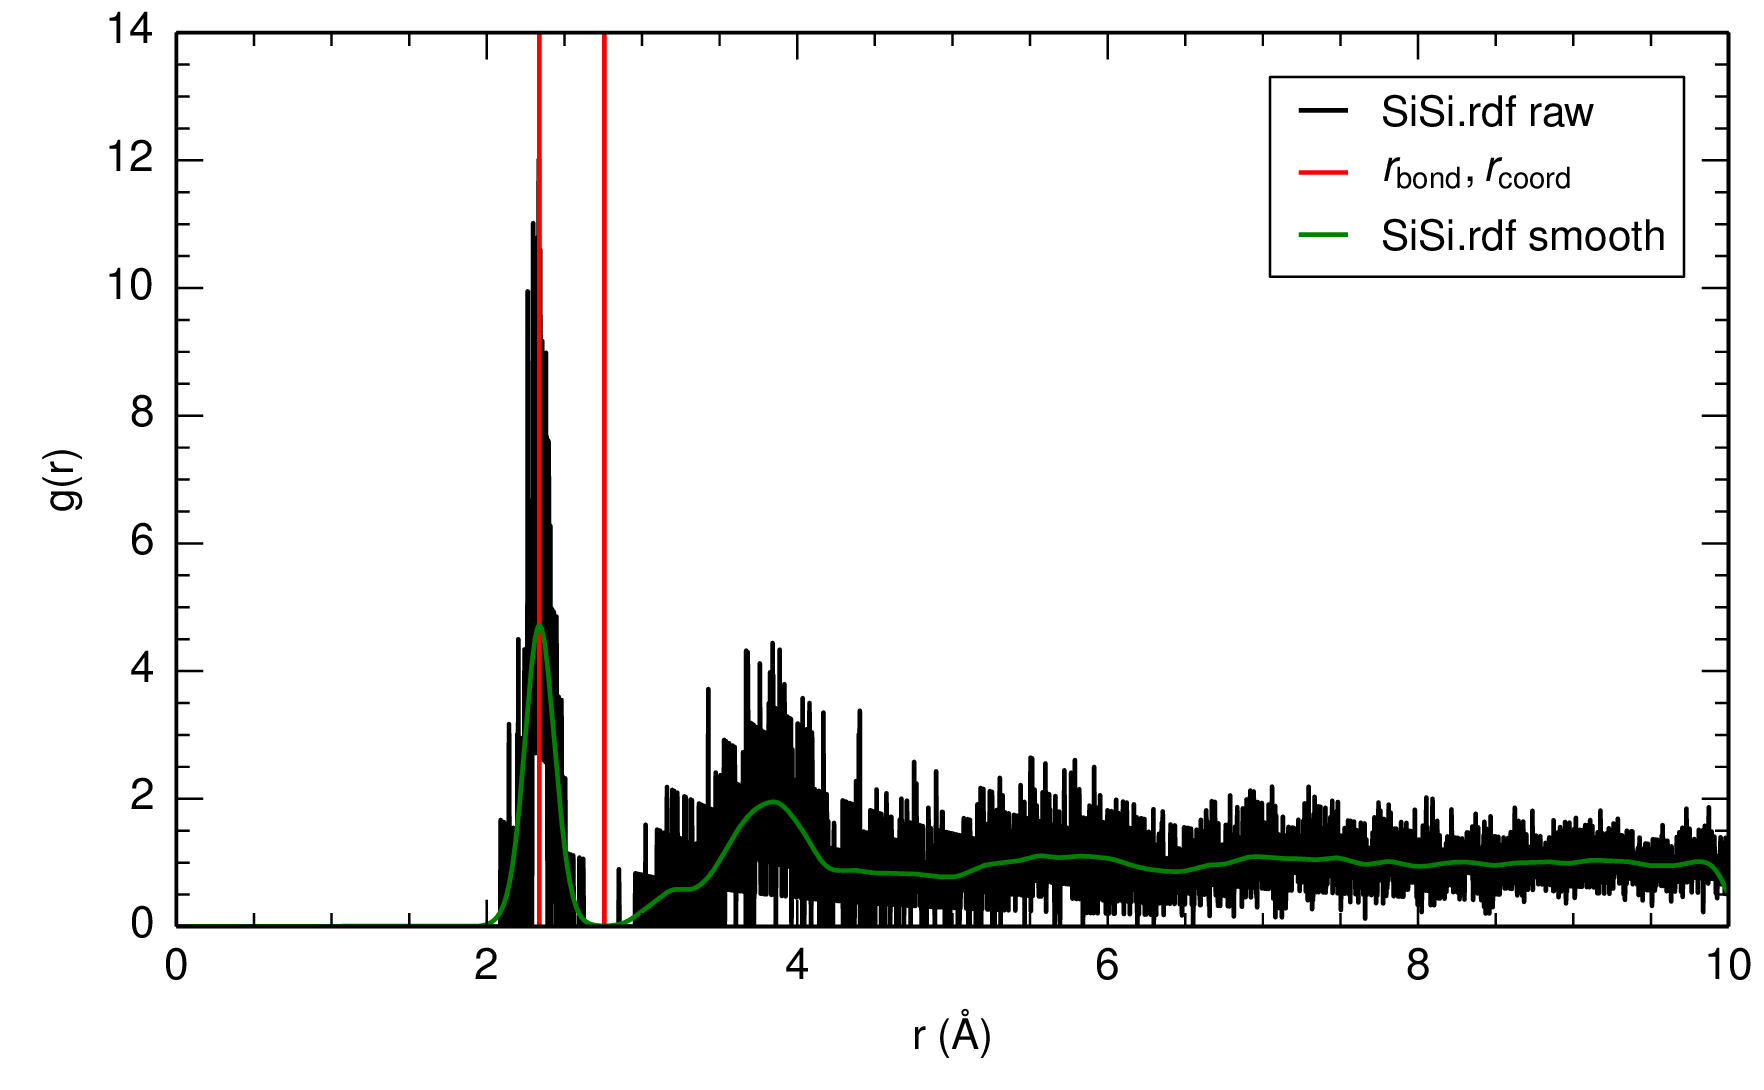 14
12
10
8
6
4
2
0
g(r)
SiSi.rdf raw
rbond, rcoord
SiSi.rdf smooth
0 2 4 6 8 10
r (Å)